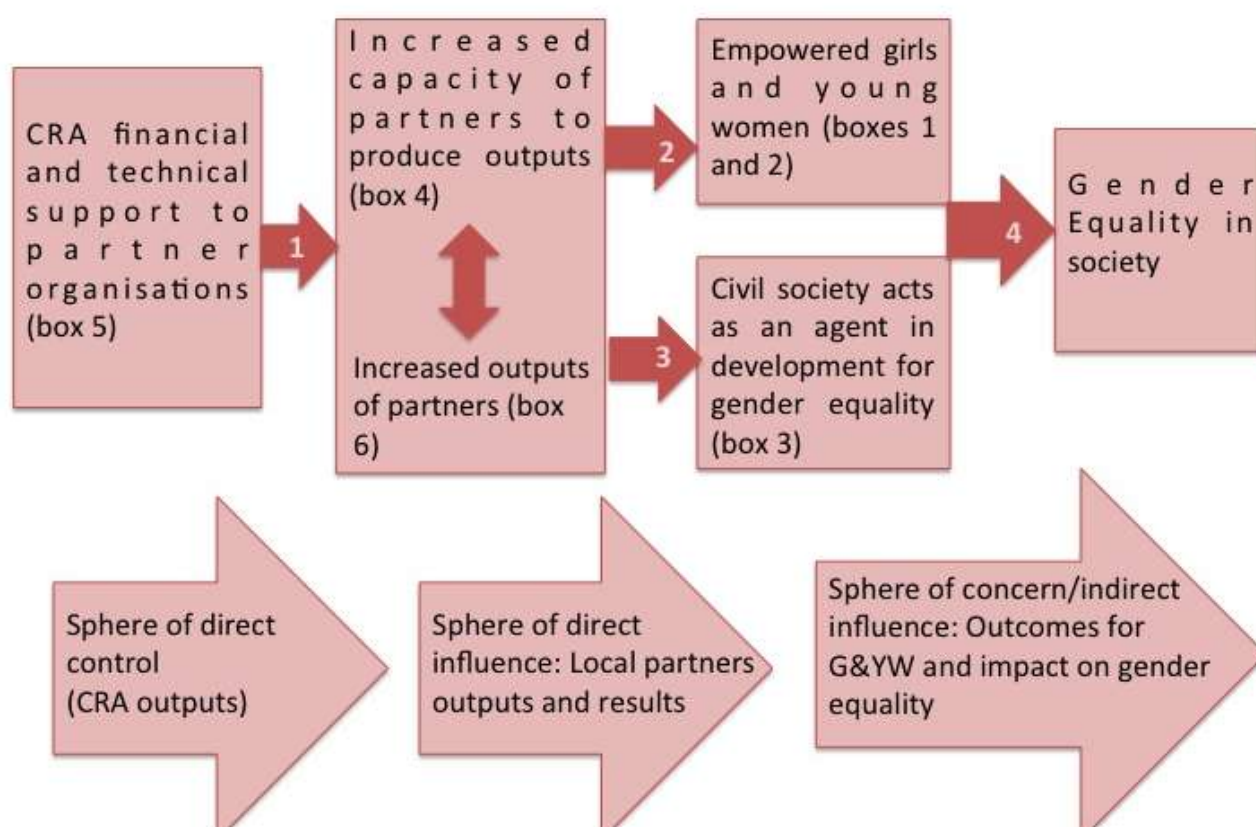 CRA financial
and technical
support to
partner
organisations
(box 5)
1
Increased
capacity of
partners to
produce outputs
(box 4)
Increased outputs
of partners (box
6)
2
3
Empowered girls
and young
women (boxes 1
and 2)
Civil society acts
as an agent in
development for
gender equality
(box 3)
4
Gender
Equality in
society
Sphere of direct
control
(CRA outputs)
Sphere of direct
influence: Local partners
outputs and results
Sphere of concern/indirect
influence: Outcomes for
G&YW and impact on gender
equality